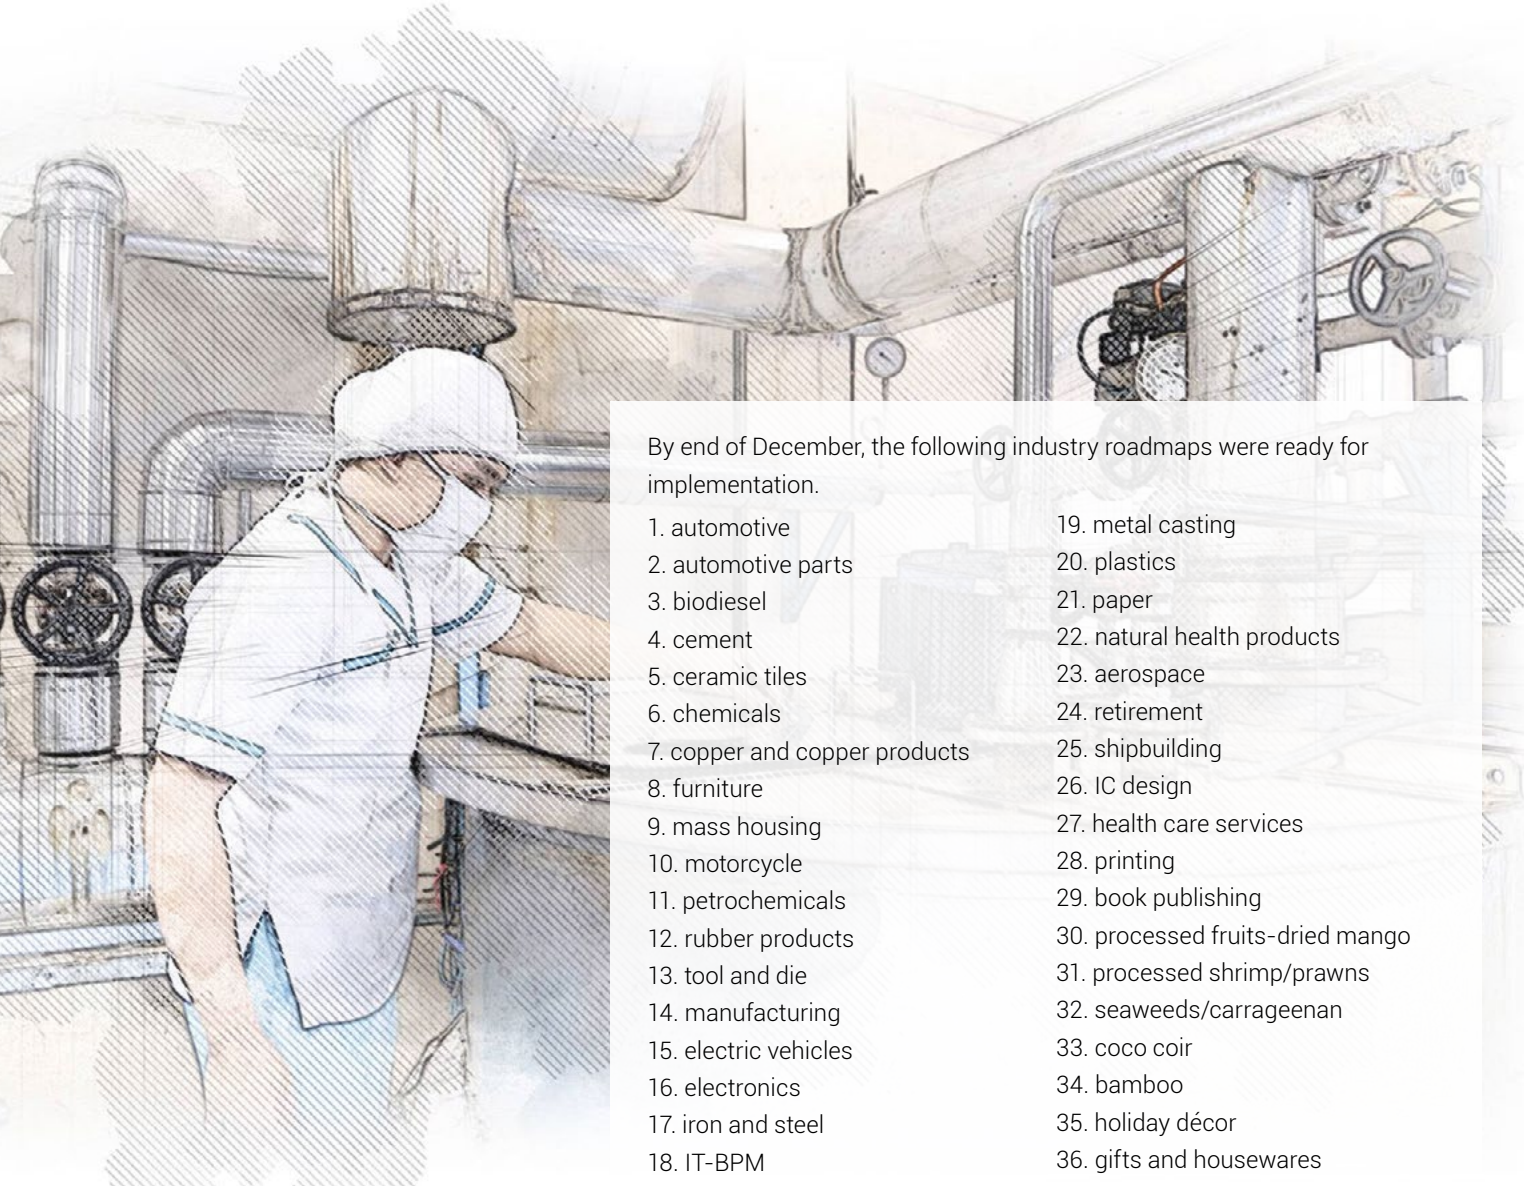 By end of December, the following industry roadmaps were ready for
implementation.
1. automotive
2. automotive parts
3. biodiesel
4. cement
5. ceramic tiles
6. chemicals
7. copper and copper products
8. furniture
9. mass housing
10. motorcycle
11. petrochemicals
12. rubber products
13. tool and die
14. manufacturing
15. electric vehicles
16. electronics
17. iron and steel
18. IT-BPM
19. metal casting
20. plastics
21. paper
22. natural health products
23. aerospace
24. retirement
25. shipbuilding
26. IC design
27. health care services
28. printing
29. book publishing
30. processed fruits-dried mango
31. processed shrimp/prawns
32. seaweeds/carrageenan
33. coco coir
34. bamboo
35. holiday décor
36. gifts and housewares